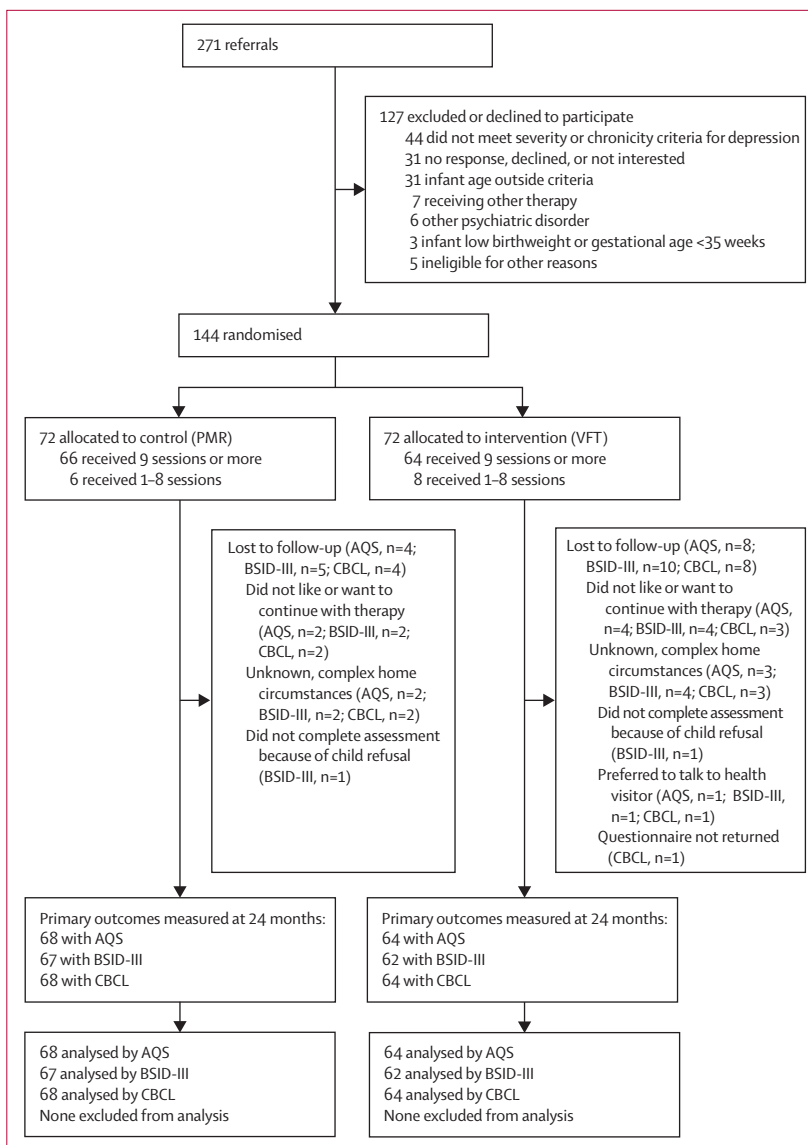 271 referrals
127 excluded or declined to participate
44 did not meet severity or chronicity criteria for depression
31 no response, declined, or not interested
31 infant age outside criteria
7 receiving other therapy
6 other psychiatric disorder
3 infant low birthweight or gestational age <35 weeks
5 ineligible for other reasons
144 randomised
72 allocated to control (PMR)
66 received 9 sessions or more
6 received 1–8 sessions
72 allocated to intervention (VFT)
64 received 9 sessions or more
8 received 1–8 sessions
Lost to follow-up (AQS, n=4;
BSID-III, n=5; CBCL, n=4)
Did not like or want to
continue with therapy
(AQS, n=2; BSID-III, n=2;
CBCL, n=2)
Unknown, complex home
circumstances (AQS, n=2;
BSID-III, n=2; CBCL, n=2)
Did not complete assessment
because of child refusal
(BSID-III, n=1)
Lost to follow-up (AQS, n=8;
BSID-III, n=10; CBCL, n=8)
Did not like or want to
continue with therapy (AQS,
n=4; BSID-III, n=4; CBCL, n=3)
Unknown, complex home
circumstances (AQS, n=3;
BSID-III, n=4; CBCL, n=3)
Did not complete assessment
because of child refusal
(BSID-III, n=1)
Preferred to talk to health
visitor (AQS, n=1; BSID-III,
n=1; CBCL, n=1)
Questionnaire not returned
(CBCL, n=1)
Primary outcomes measured at 24 months:
68 with AQS
67 with BSID-III
68 with CBCL
Primary outcomes measured at 24 months:
64 with AQS
62 with BSID-III
64 with CBCL
68 analysed by AQS
67 analysed by BSID-III
68 analysed by CBCL
None excluded from analysis
64 analysed by AQS
62 analysed by BSID-III
64 analysed by CBCL
None excluded from analysis